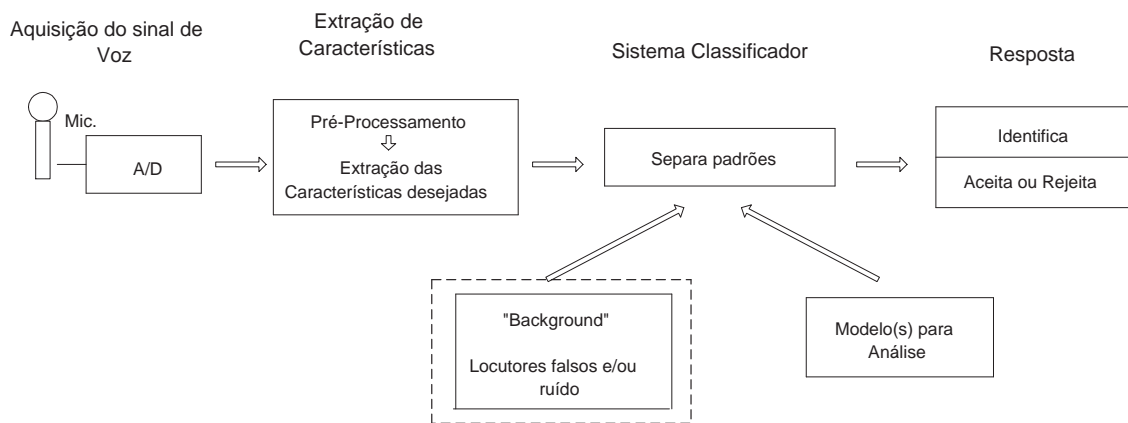 Aquisição do sinal de
Voz
Extração de
Características
Sistema Classificador
Resposta
Mic.
A/D
Pré-Processamento
Extração das
Características desejadas
Separa padrões
Identifica
Aceita ou Rejeita
"Background"
Locutores falsos e/ou
ruído
Modelo(s) para
Análise